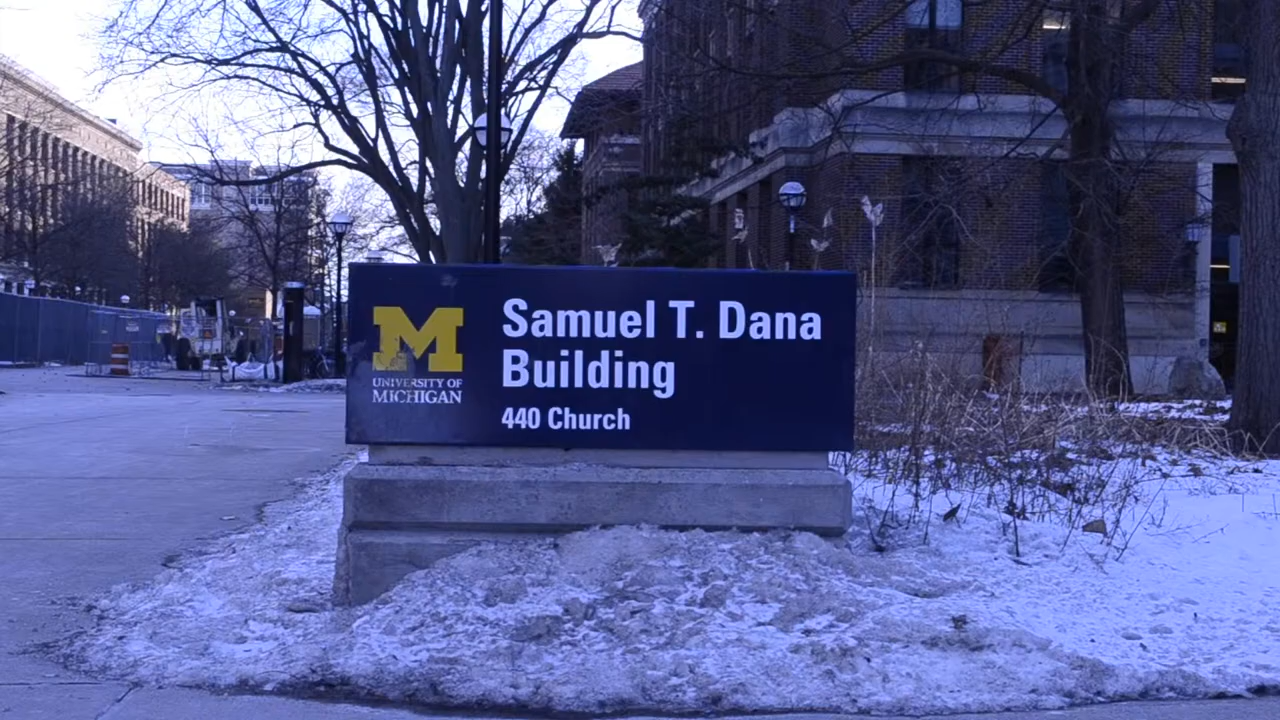 M
UNIVERSITY OF
MICHIGAN
Samuel T. Dana
Building
440 Church